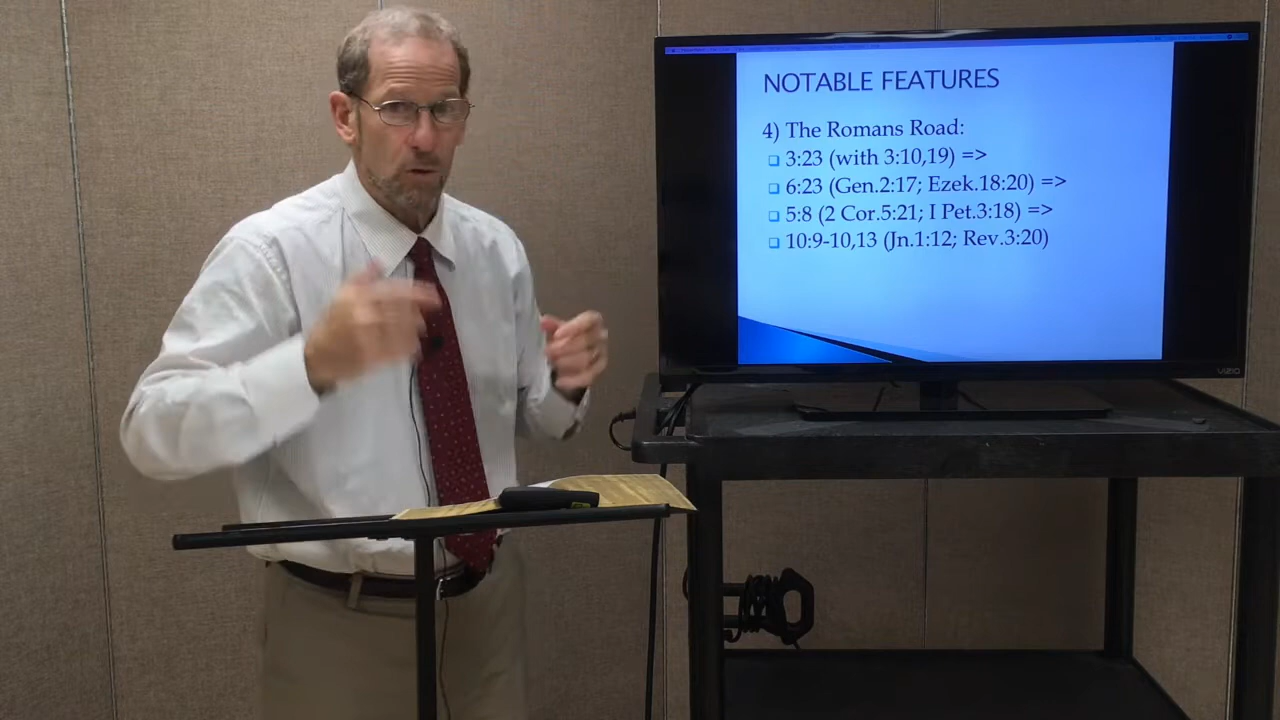 NOTABLE FEATURES
4) The Romans Road:
3:23 (with 3:10,19) =>
6:23 (Gen.2:17; Ezek.18:20) =>
5:8 (2 Cor.5:21; I Pet.3:18) =>
10:9-10,13 (Jn.1:12; Rev.3:20)
VIZIO